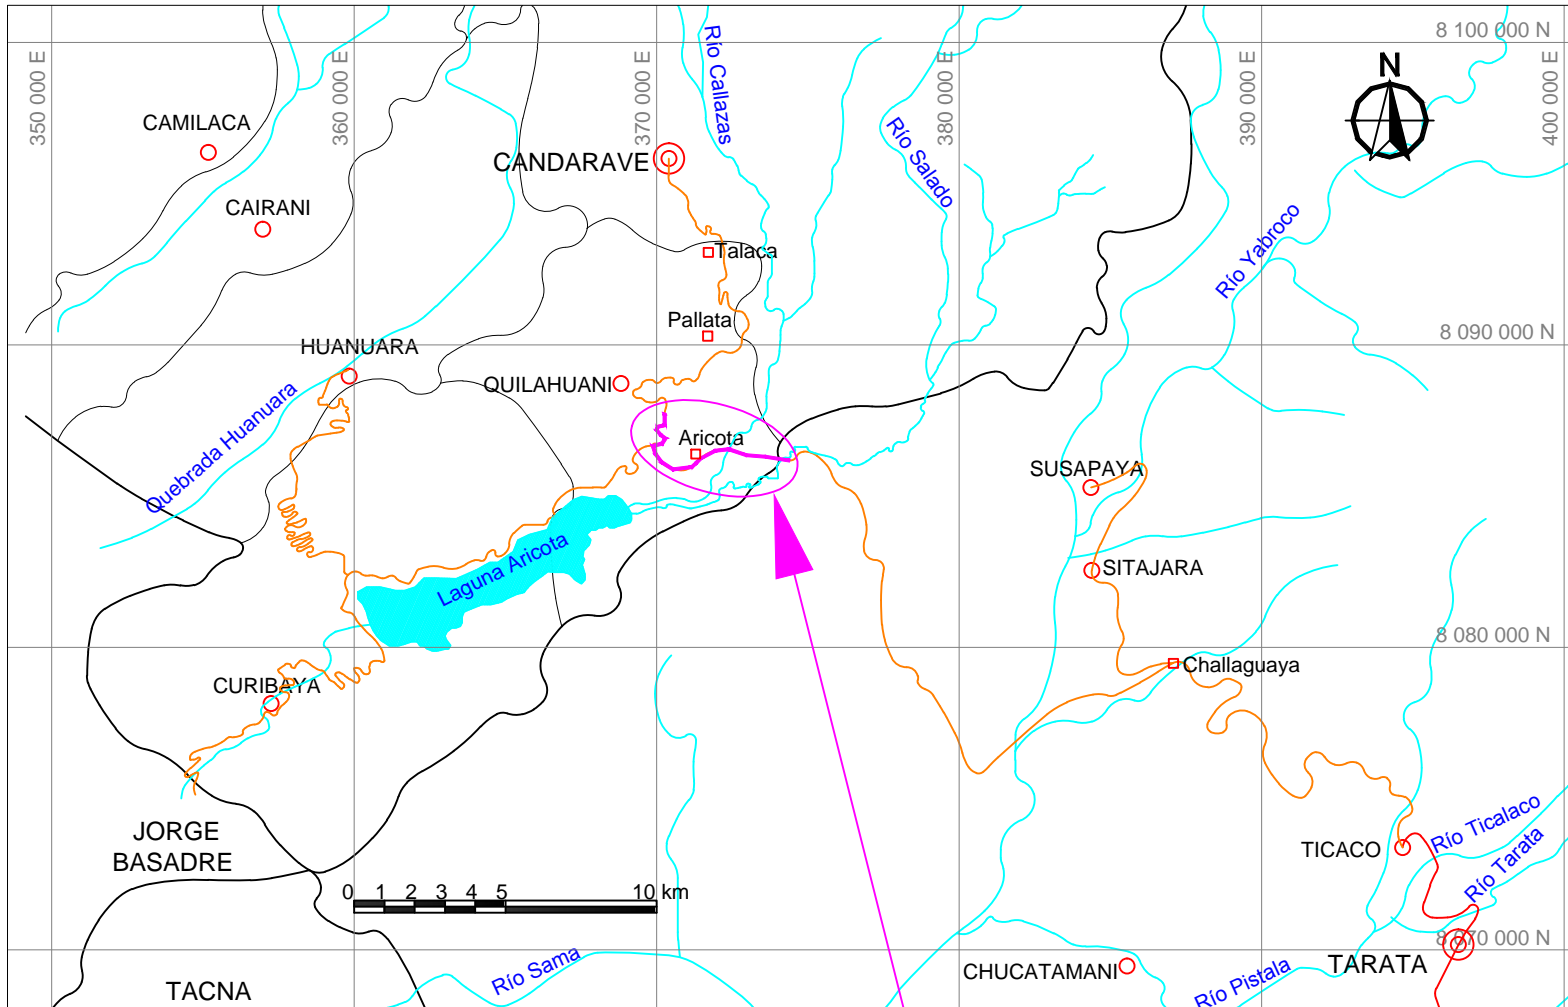 8 100 000 N
350 000 E
360 000 E
370 000 E
380 000 E
390 000 E
400 000 E
N
Río Callazas
Río Salado
CAMILACA
CANDARAVE
CAIRANI
Río Yabroco
Talaca
Pallata
8 090 000 N
HUANUARA
QUILAHUANI
Quebrada Huanuara
Aricota
SUSAPAYA
Laguna Aricota
SITAJARA
8 080 000 N
Challaguaya
CURIBAYA
JORGE
BASADRE
Río Ticalaco
TICACO
Río Tarata
0 1 2 3 4 5 10 km
8 070 000 N
TARATA
Río Sama
CHUCATAMANI
Río Pistala
TACNA